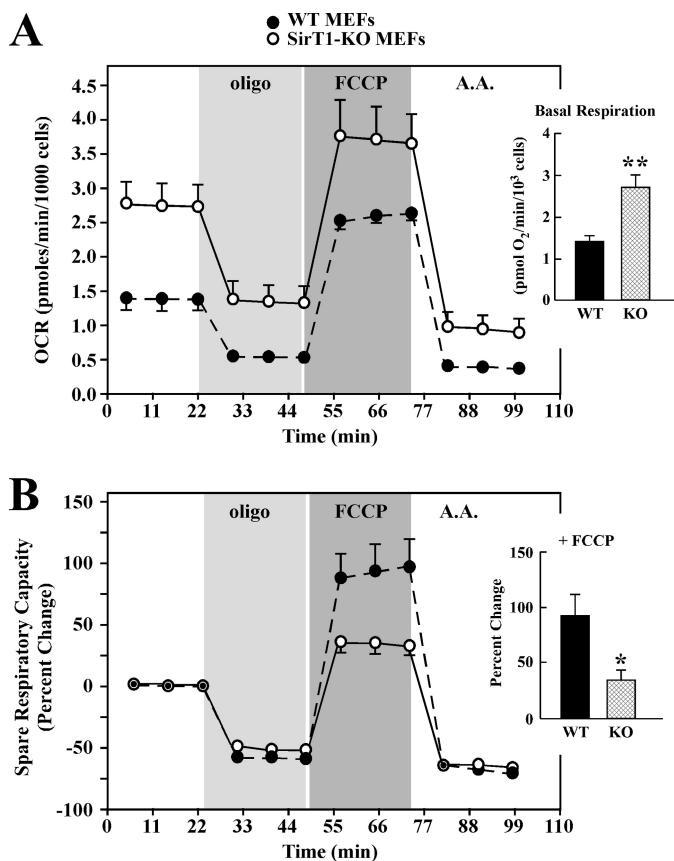 A
WT MEFs
SirT1-KO MEFs
oligo
FCCP
A.A.
4.5
4.0
3.5
3.0
2.5
2.0
1.5
1.0
0.5
0.0
OCR (pmoles/min/1000 cells)
0 11 22 33 44 55 66 77 88 99 110
Time (min)
Basal Respiration
**
4
3
2
1
0
(pmol O₂/min/10³ cells)
WT KO
B
oligo
FCCP
A.A.
150
100
50
0
-50
-100
Spare Respiratory Capacity
(Percent Change)
0 11 22 33 44 55 66 77 88 99 110
Time (min)
+ FCCP
*
150
100
50
0
Percent Change
WT KO